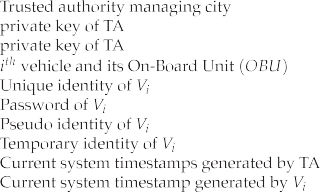 Trusted authority managing city
private key of TA
private key of TA
i^th vehicle and its On-Board Unit (OBU)
Unique identity of V_i
Password of V_i
Pseudo identity of V_i
Temporary identity of V_i
Current system timestamps generated by TA
Current system timestamp generated by V_i